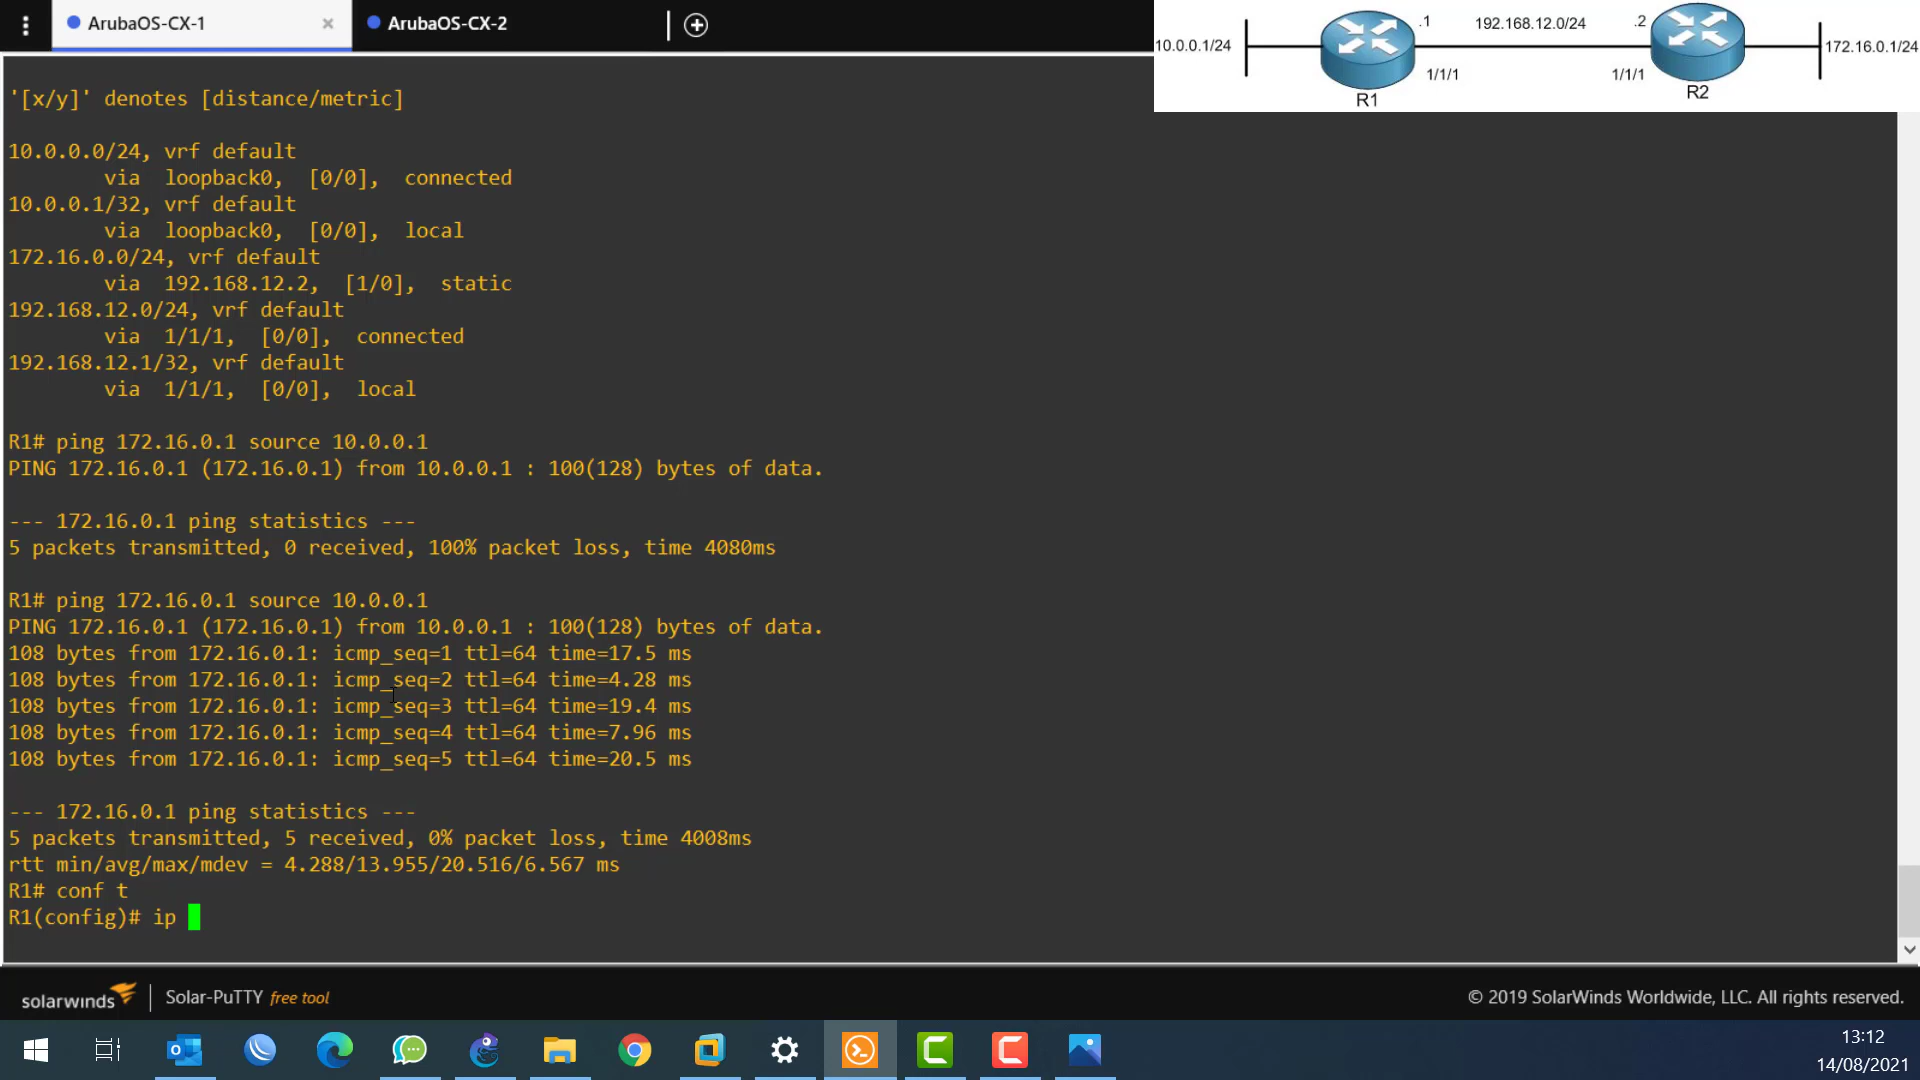 ArubaOS-CX-1
ArubaOS-CX-2
10.0.0.1/24
.1
192.168.12.0/24
.2
172.16.0.1/24
1/1/1
1/1/1
R1
R2
'[x/y]' denotes [distance/metric]
10.0.0.0/24, vrf default
via loopback0, [0/0], connected
10.0.0.1/32, vrf default
via loopback0, [0/0], local
172.16.0.0/24, vrf default
via 192.168.12.2, [1/0], static
192.168.12.0/24, vrf default
via 1/1/1, [0/0], connected
192.168.12.1/32, vrf default
via 1/1/1, [0/0], local
R1# ping 172.16.0.1 source 10.0.0.1
PING 172.16.0.1 (172.16.0.1) from 10.0.0.1 : 100(128) bytes of data.
--- 172.16.0.1 ping statistics ---
5 packets transmitted, 0 received, 100% packet loss, time 4080ms
R1# ping 172.16.0.1 source 10.0.0.1
PING 172.16.0.1 (172.16.0.1) from 10.0.0.1 : 100(128) bytes of data.
108 bytes from 172.16.0.1: icmp_seq=1 ttl=64 time=17.5 ms
108 bytes from 172.16.0.1: icmp_seq=2 ttl=64 time=4.28 ms
108 bytes from 172.16.0.1: icmp_seq=3 ttl=64 time=19.4 ms
108 bytes from 172.16.0.1: icmp_seq=4 ttl=64 time=7.96 ms
108 bytes from 172.16.0.1: icmp_seq=5 ttl=64 time=20.5 ms
--- 172.16.0.1 ping statistics ---
5 packets transmitted, 5 received, 0% packet loss, time 4008ms
rtt min/avg/max/mdev = 4.288/13.955/20.516/6.567 ms
R1# conf t
R1(config)# ip
solarwinds
Solar-PuTTY free tool
© 2019 SolarWinds Worldwide, LLC. All rights reserved.
13:12
14/08/2021